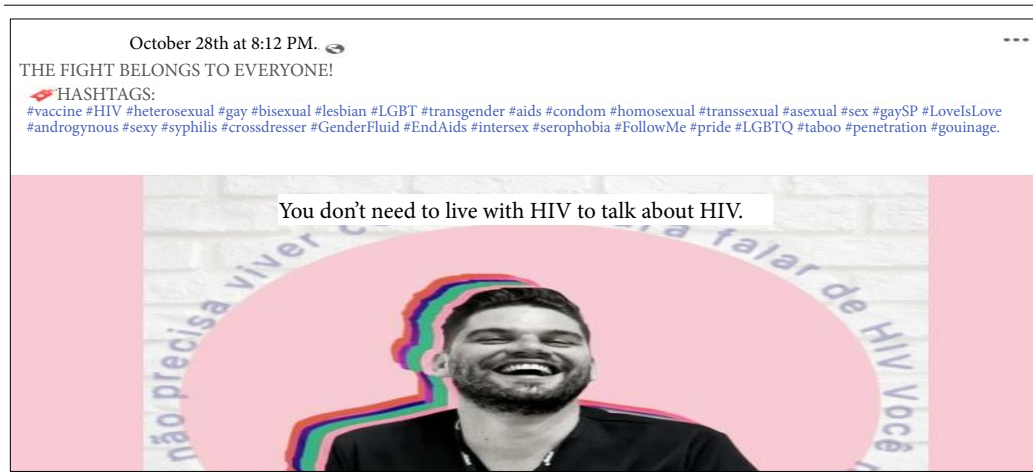 October 28th at 8:12 PM.
THE FIGHT BELONGS TO EVERYONE!
HASHTAGS:
#vaccine #HIV #heterosexual #gay #bisexual #lesbian #LGBT #transgender #aids #condom #homosexual #transsexual #asexual #sex #gaySP #LoveIsLove
#androgynous #sexy #syphilis #crossdresser #GenderFluid #EndAids #intersex #serophobia #FollowMe #pride #LGBTQ #taboo #penetration #gouinage.
You don’t need to live with HIV to talk about HIV.
não precisa viver falar de HIV Você